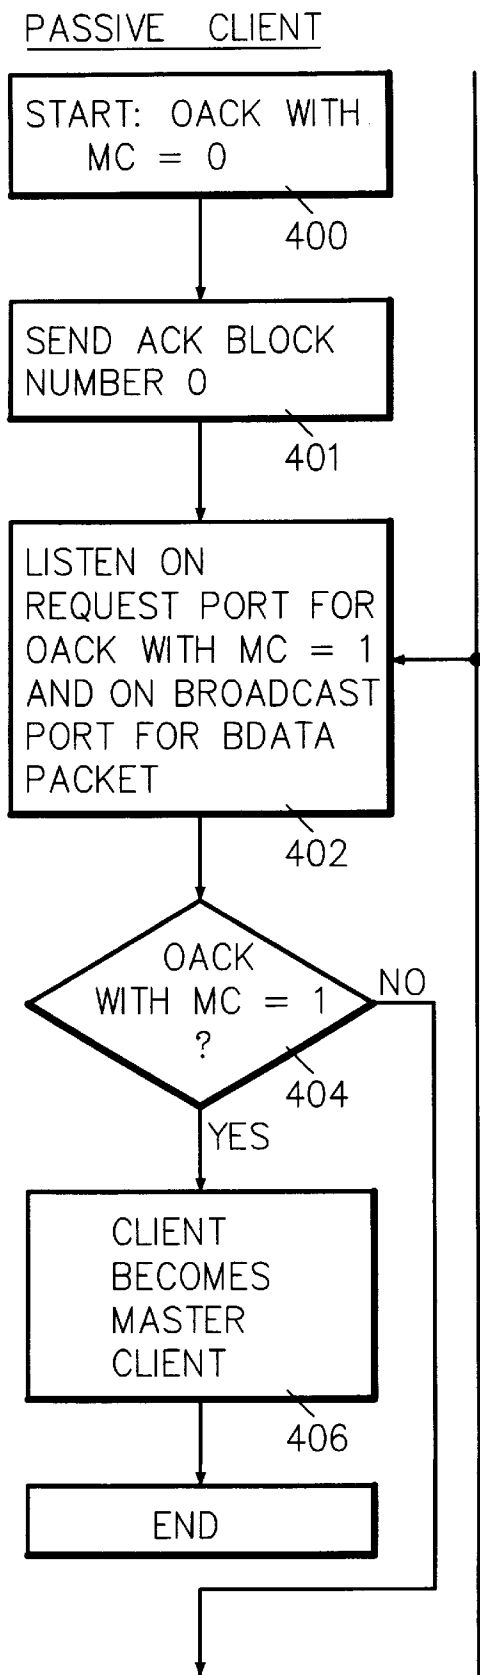 PASSIVE CLIENT
START: OACK WITH
MC = 0
400
SEND ACK BLOCK
NUMBER 0
401
LISTEN ON
REQUEST PORT FOR
OACK WITH MC = 1
AND ON BROADCAST
PORT FOR BDATA
PACKET
402
OACK
WITH MC = 1
?
NO
404
YES
CLIENT
BECOMES
MASTER
CLIENT
406
END